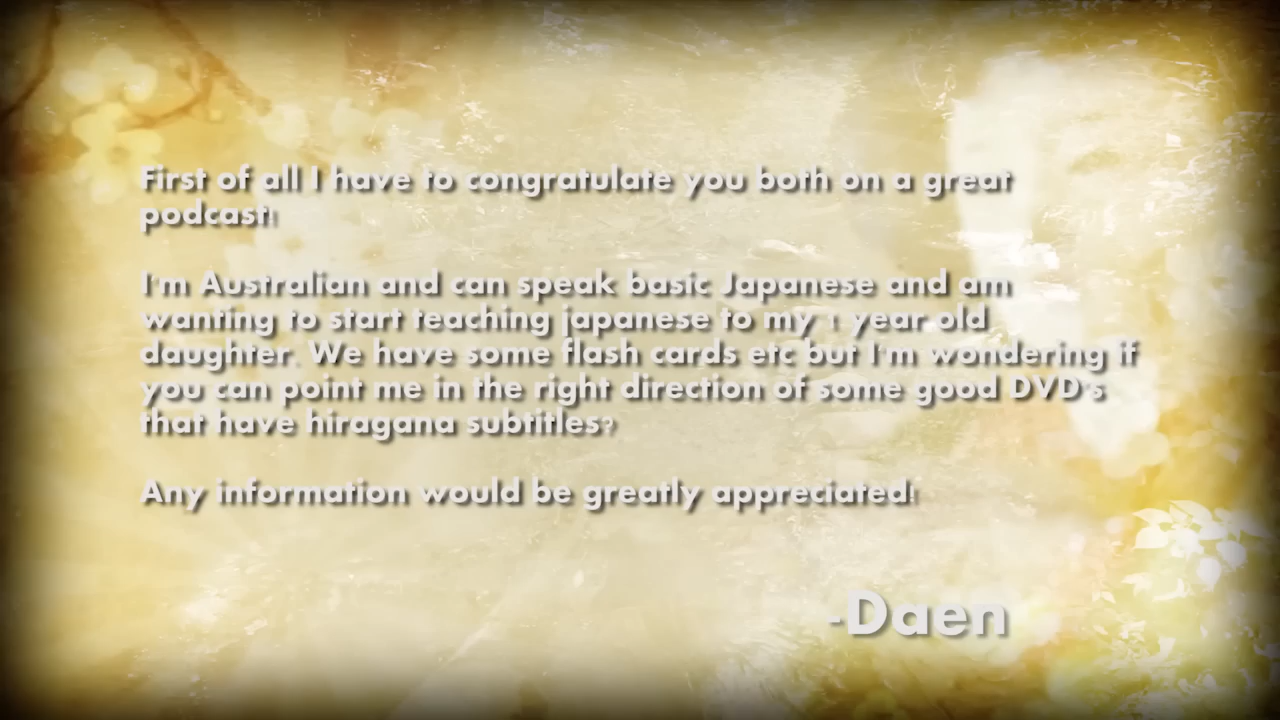 First of all I have to congratulate you both on a great
podcast!
I'm Australian and can speak basic Japanese and am
wanting to start teaching japanese to my year old
daughter. We have some flash cards etc but I'm wondering if
you can point me in the right direction of some good DVD's
that have hiragana subtitles?
Any information would be greatly appreciated!
-Daen